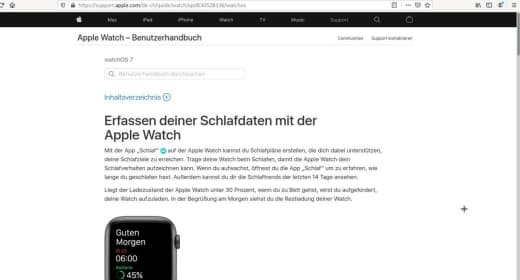 https://support.apple.com/de-ch/guide/watch/apd830528336/watchos
Mac iPad iPhone Watch TV Music Support
Apple Watch – Benutzerhandbuch Communities Support kontaktieren
watchOS 7
Benutzerhandbuch durchsuchen
Inhaltsverzeichnis
Erfassen deiner Schlafdaten mit der
Apple Watch
Mit der App „Schlaf“ auf der Apple Watch kannst du Schlafpläne erstellen, die dich dabei unterstützen,
deine Schlafziele zu erreichen. Trage deine Watch beim Schlafen, damit die Apple Watch dein
Schlafverhalten aufzeichnen kann. Wenn du aufwachst, öffnest du die App „Schlaf“ um zu erfahren, wie
lange du geschlafen hast. Außerdem kannst du dir die Schlaftrends der letzten 14 Tage ansehen.
Liegt der Ladezustand der Apple Watch unter 30 Prozent, wenn du zu Bett gehst, wirst du aufgefordert,
deine Watch aufzuladen. In der Begrüßung am Morgen siehst du die Restladung deiner Watch.
Guten
Morgen
06:00
45%